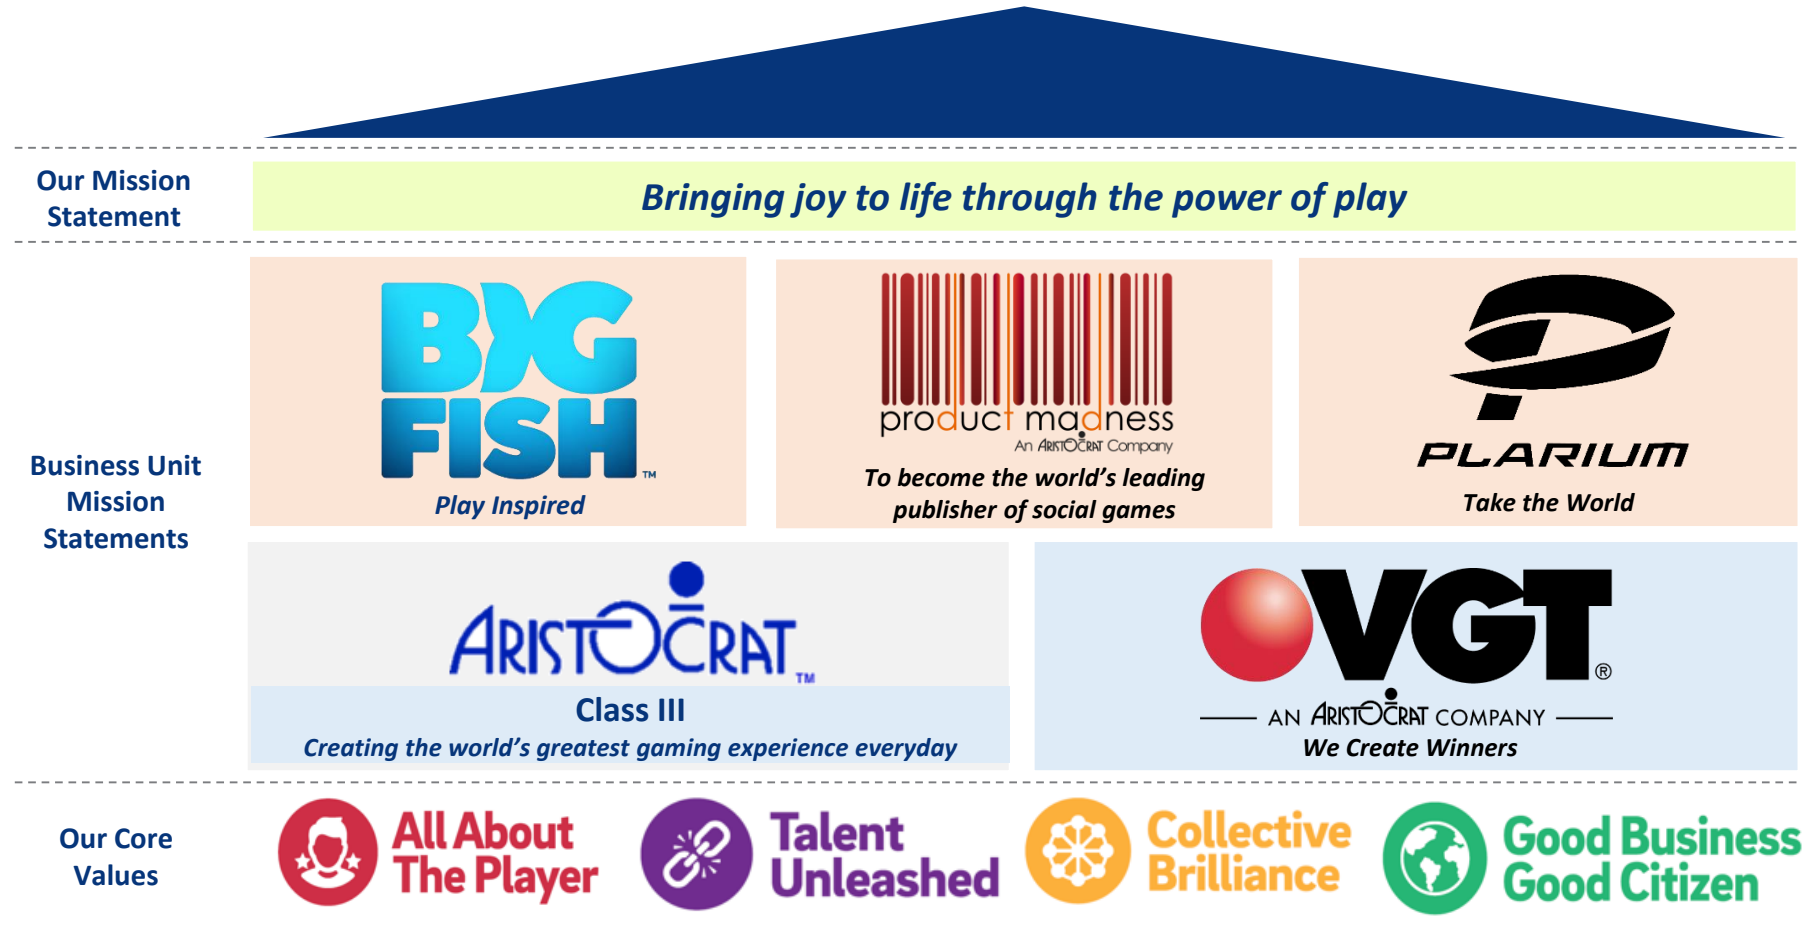 Our Mission
Statement
Bringing joy to life through the power of play
Business Unit
Mission
Statements
BIG
FISH™
Play Inspired
product madness
An ARISTOCRAT Company
To become the world's leading
publisher of social games
PLARIUM
Take the World
ARISTOCRAT™
Class III
Creating the world's greatest gaming experience everyday
VGT®
AN ARISTOCRAT COMPANY
We Create Winners
Our Core
Values
All About
The Player
Talent
Unleashed
Collective
Brilliance
Good Business
Good Citizen